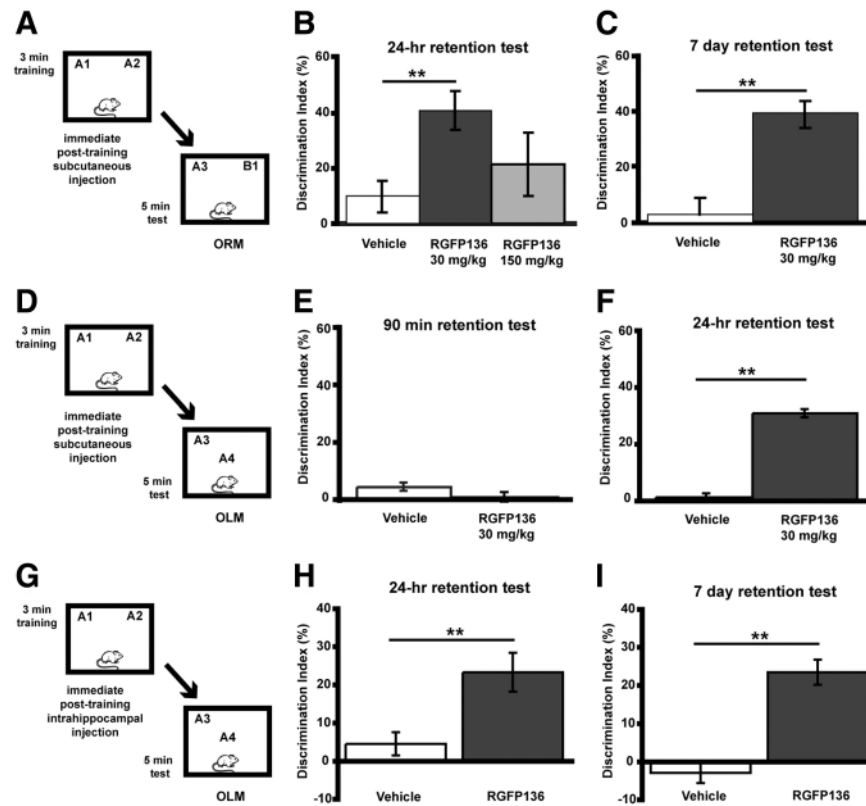 A
3 min
training
A1 A2
immediate
post-training
subcutaneous
injection
A3 B1
5 min
test
ORM
B
24-hr retention test
Discrimination Index (%)
60
40
20
0
**
Vehicle
RGFP136
30 mg/kg
RGFP136
150 mg/kg
C
7 day retention test
Discrimination Index (%)
60
40
20
0
**
Vehicle
RGFP136
30 mg/kg
D
3 min
training
A1 A2
immediate
post-training
subcutaneous
injection
A3
A4
5 min
test
OLM
E
90 min retention test
Discrimination Index (%)
60
40
20
0
Vehicle
RGFP136
30 mg/kg
F
24-hr retention test
Discrimination Index (%)
60
40
20
0
**
Vehicle
RGFP136
30 mg/kg
G
3 min
training
A1 A2
immediate
post-training
intrahippocampal
injection
A3
A4
5 min
test
OLM
H
24-hr retention test
Discrimination Index (%)
40
30
20
10
0
-10
**
Vehicle
RGFP136
I
7 day retention test
Discrimination Index (%)
40
30
20
10
0
-10
**
Vehicle
RGFP136